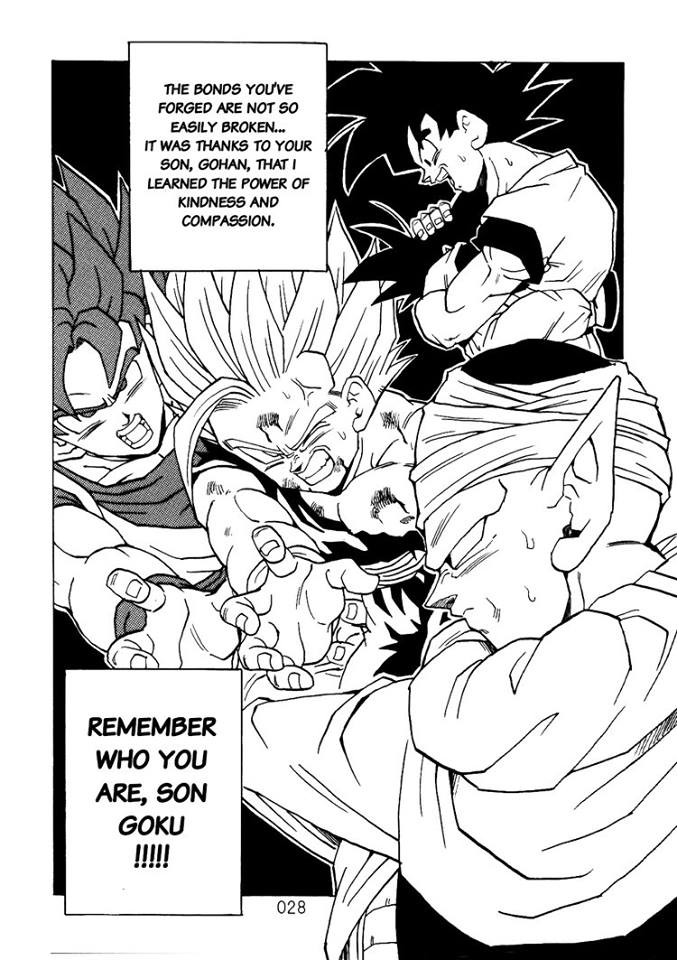 THE BONDS YOU'VE
FORGED ARE NOT SO
EASILY BROKEN...
IT WAS THANKS TO YOUR
SON, GOHAN, THAT I
LEARNED THE POWER OF
KINDNESS AND
COMPASSION.
REMEMBER
WHO YOU
ARE, SON
GOKU
!!!!!
028